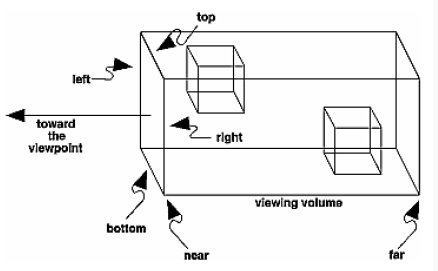 top
left
toward
the
viewpoint
right
bottom
viewing volume
near
far